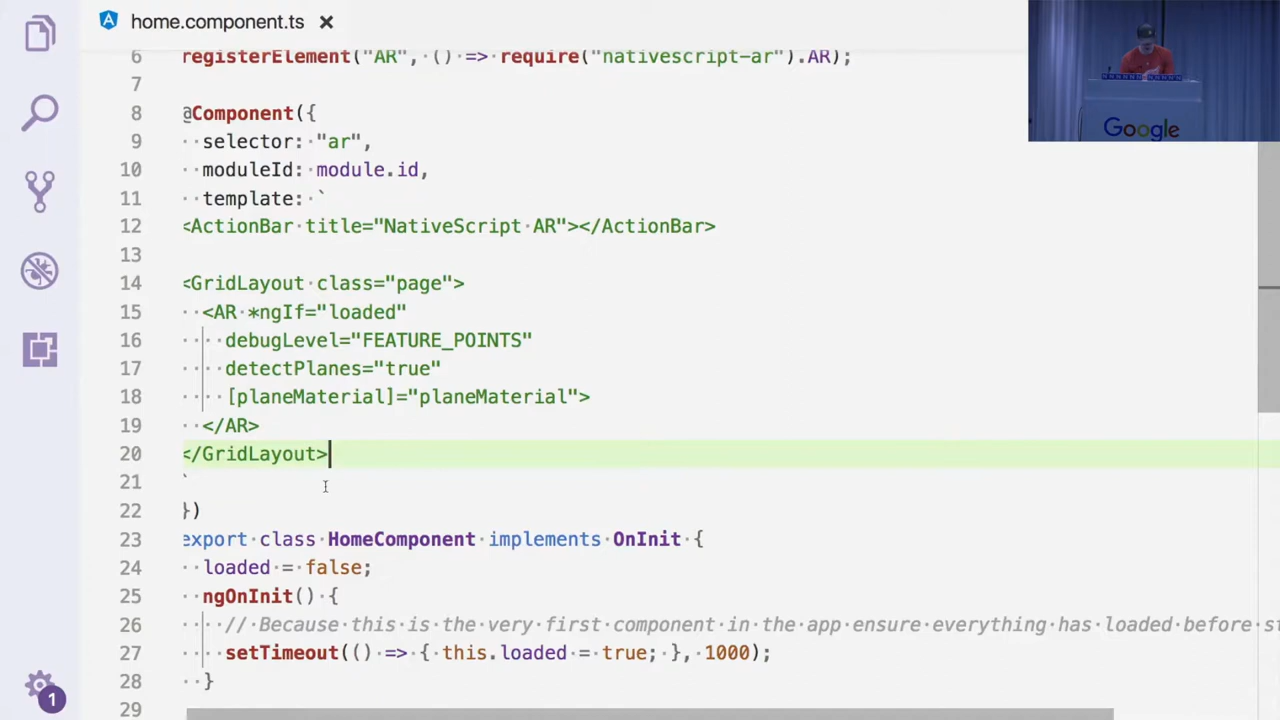 home.component.ts
6 registerElement("AR", () => require("nativescript-ar").AR);
7
8 @Component({
9 selector: "ar",
10 moduleId: module.id,
11 template: `
12 <ActionBar title="NativeScript AR"></ActionBar>
13
14 <GridLayout class="page">
15 <AR *ngIf="loaded"
16 debugLevel="FEATURE_POINTS"
17 detectPlanes="true"
18 [planeMaterial]="planeMaterial">
19 </AR>
20 </GridLayout>
21 `
22 })
23 export class HomeComponent implements OnInit {
24 loaded = false;
25 ngOnInit() {
26 // Because this is the very first component in the app ensure everything has loaded before
27 setTimeout(() => { this.loaded = true; }, 1000);
28 }
29
1
Google